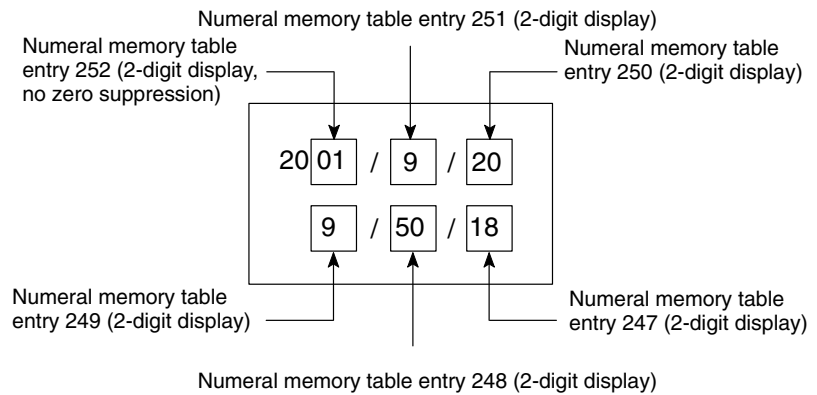 Numeral memory table entry 251 (2-digit display)
Numeral memory table
entry 252 (2-digit display,
no zero suppression)
Numeral memory table
entry 250 (2-digit display)
20 01 / 9 / 20
9 / 50 / 18
Numeral memory table
entry 249 (2-digit display)
Numeral memory table
entry 247 (2-digit display)
Numeral memory table entry 248 (2-digit display)